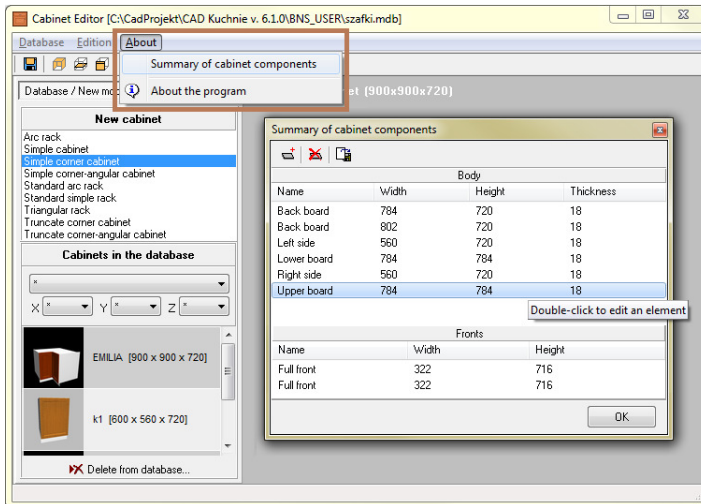 Cabinet Editor [C:\CadProjekt\CAD Kuchnie v. 6.1.0\BNS_USER\szafki.mdb]
Database Edition About
Summary of cabinet components
About the program
Database / New mo
et (900x900x720)
New cabinet
Arc rack
Simple cabinet
Simple corner cabinet
Simple corner-angular cabinet
Standard arc rack
Standard simple rack
Triangular rack
Truncate corner cabinet
Truncate corner-angular cabinet
Cabinets in the database
*
X * Y * Z *
EMILIA [900 x 900 x 720]
k1 [600 x 560 x 720]
Delete from database...
Summary of cabinet components
Body
Name Width Height Thickness
Back board 784 720 18
Back board 802 720 18
Left side 560 720 18
Lower board 784 784 18
Right side 560 720 18
Upper board 784 784 18
Double-click to edit an element
Fronts
Name Width Height
Full front 322 716
Full front 322 716
OK